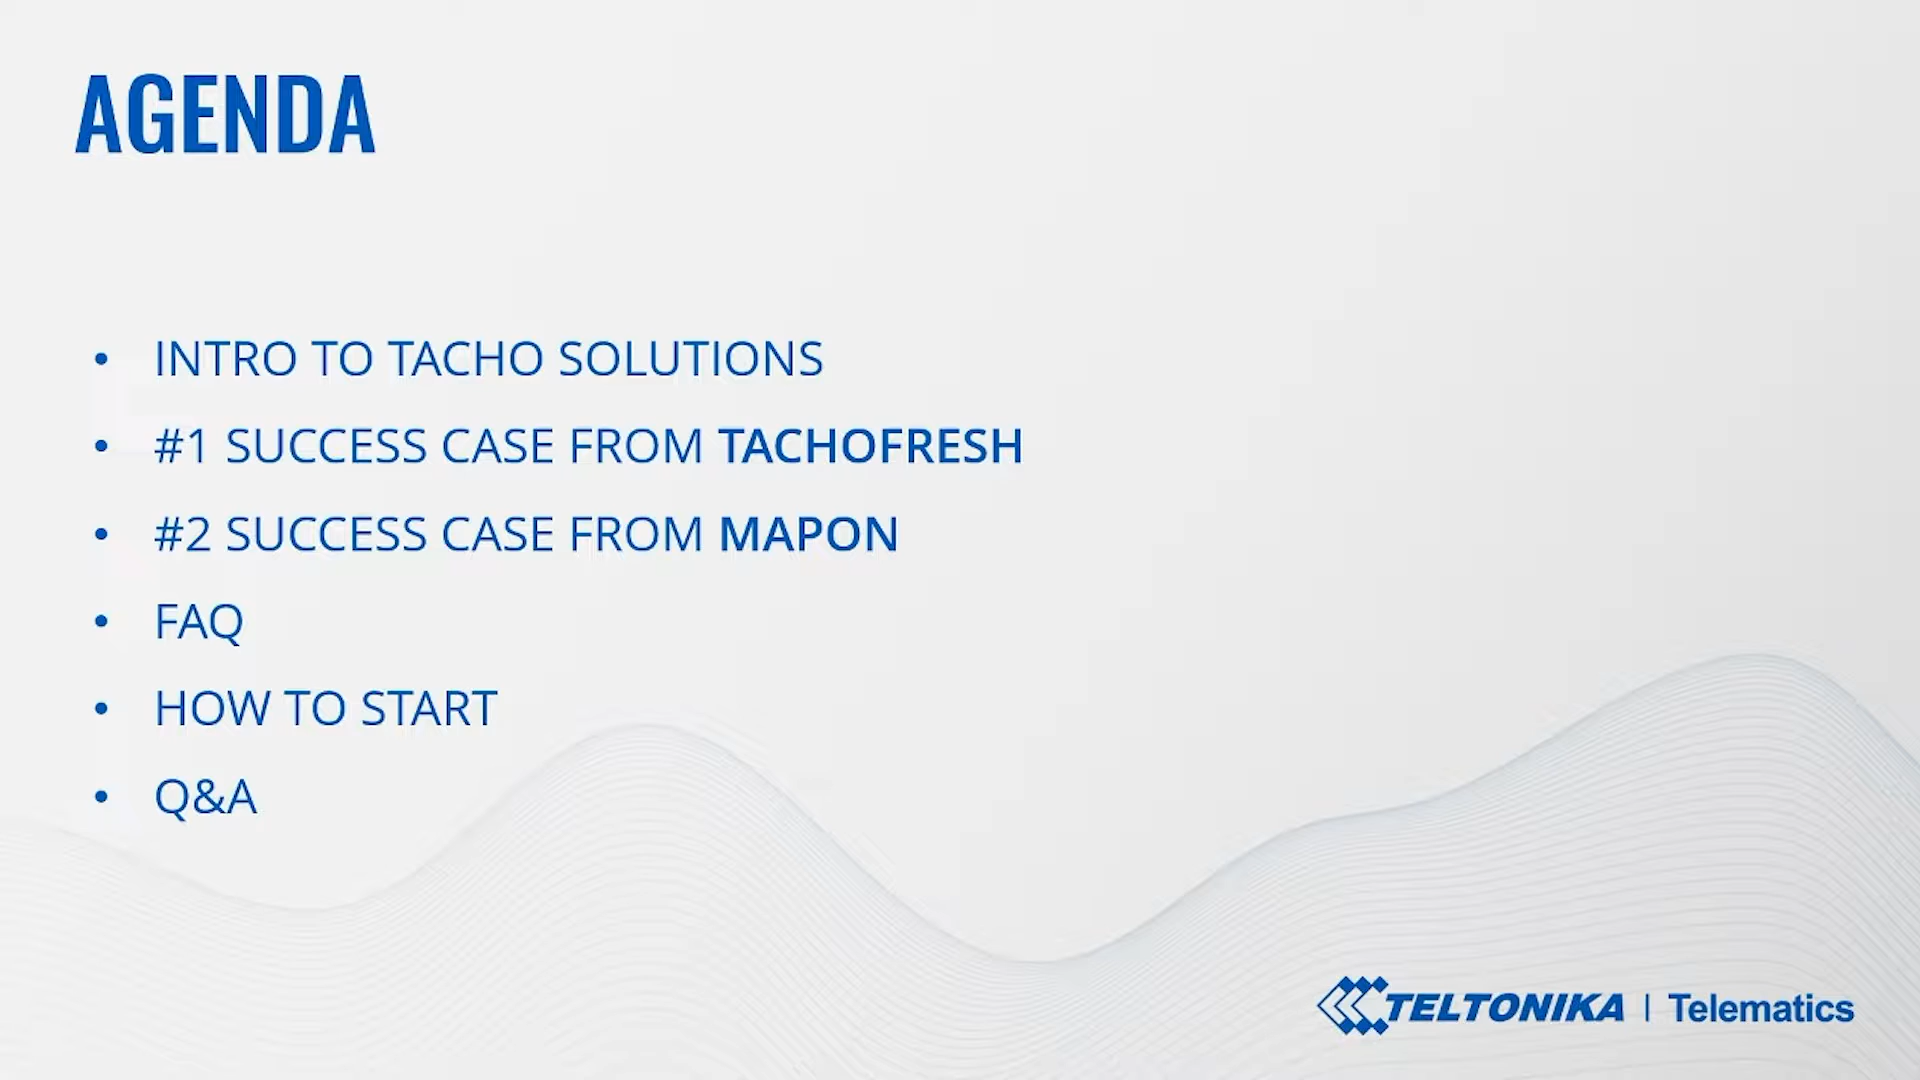 AGENDA
• INTRO TO TACHO SOLUTIONS
• #1 SUCCESS CASE FROM TACHOFRESH
• #2 SUCCESS CASE FROM MAPON
• FAQ
• HOW TO START
• Q&A
TELTONIKA | Telematics